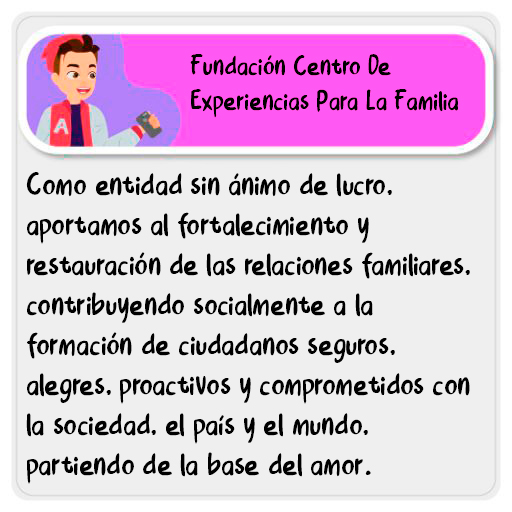 Fundación Centro De
Experiencias Para La Familia
A
Como entidad sin ánimo de lucro,
aportamos al fortalecimiento y
restauración de las relaciones familiares,
contribuyendo socialmente a la
formación de ciudadanos seguros,
alegres, proactivos y comprometidos con
la sociedad, el país y el mundo,
partiendo de la base del amor.